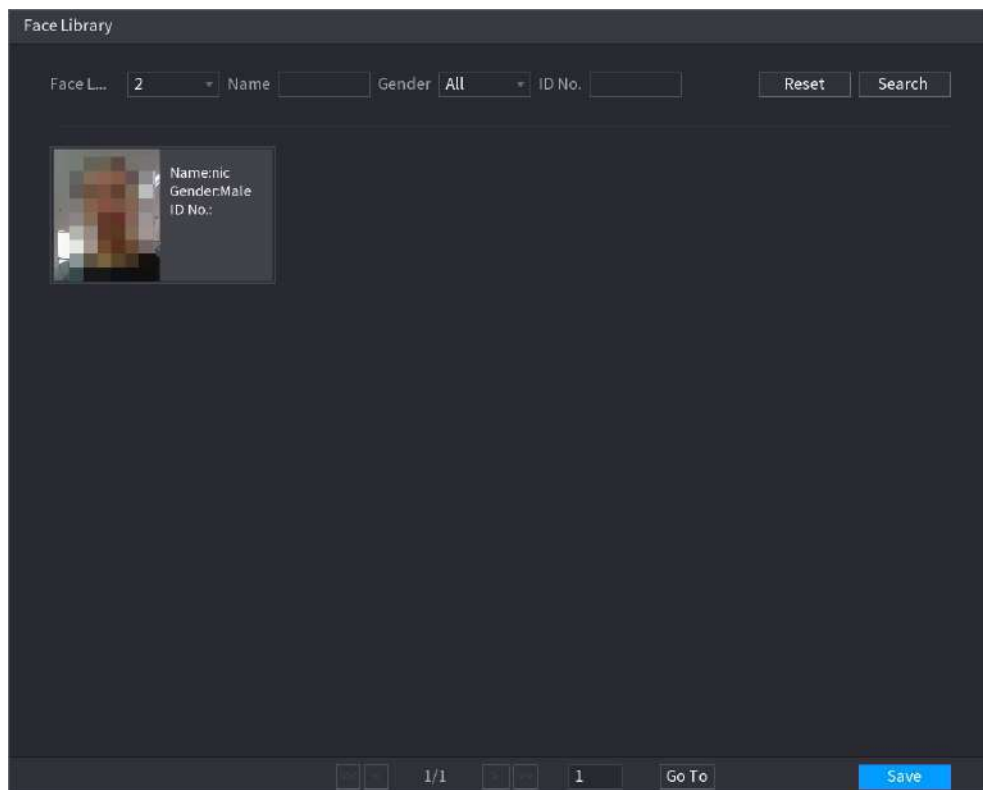 Face Library
Face L... 2 Name Gender All ID No. Reset Search
Name:nic
Gender:Male
ID No.:
1/1 1 Go To Save